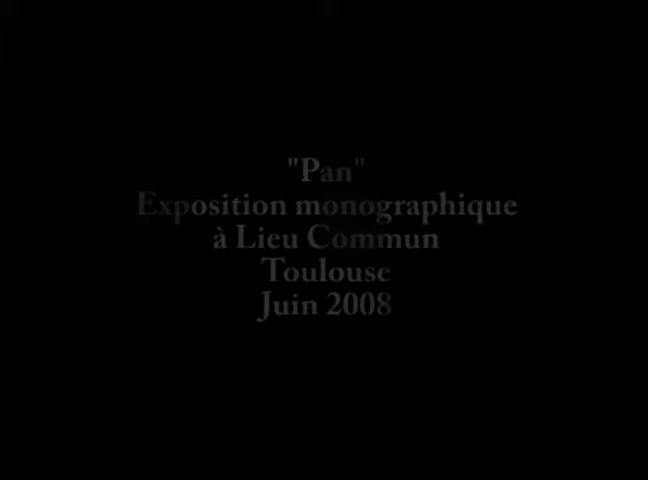 "Pan"
Exposition monographique
à Lieu Commun
Toulouse
Juin 2008